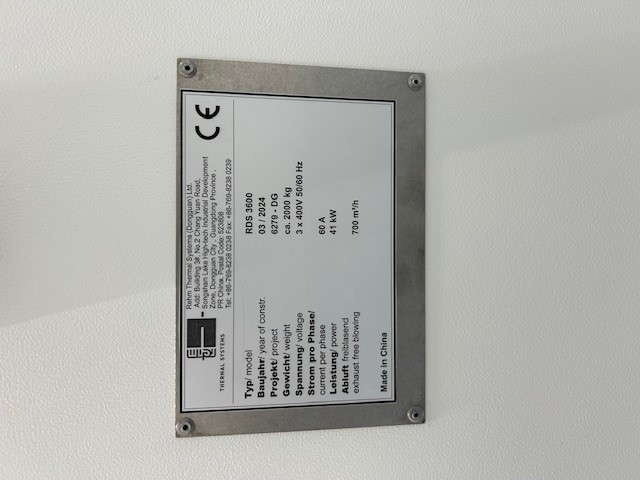 Rehm Thermal Systems (Dongguan) Ltd.
Add: Building 3#, No.2 Chang Yuan Road,
Songshan Lake High-tech Industrial Development
Zone, Dongguan City , Guangdong Province ,
PR China. Postal Code: 523808
Tel: +86-769-8238 0238 Fax: +86-769-8238 0239
CE
THERMAL SYSTEMS
Typ/ model RDS 3600
Baujahr/ year of constr. 03 / 2024
Projekt/ project 6279 - DG
Gewicht/ weight ca. 2000 kg
Spannung/ voltage 3 x 400V 50/60 Hz
Strom pro Phase/
current per phase 60 A
Leistung/ power 41 kW
Abluft freiblasend
exhaust free blowing 700 m³/h
Made in China